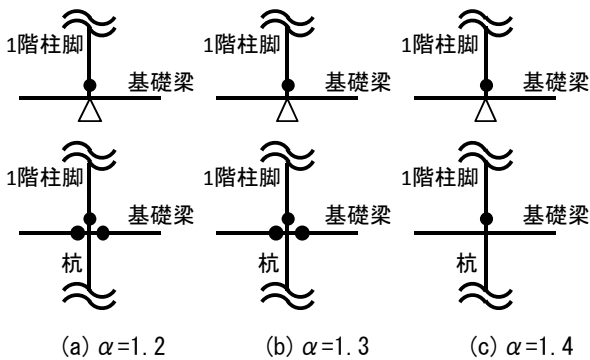 1階柱脚 1階柱脚 1階柱脚
基礎梁 基礎梁 基礎梁
1階柱脚 1階柱脚 1階柱脚
基礎梁 基礎梁 基礎梁
杭 杭 杭
(a) α=1.2 (b) α=1.3 (c) α=1.4